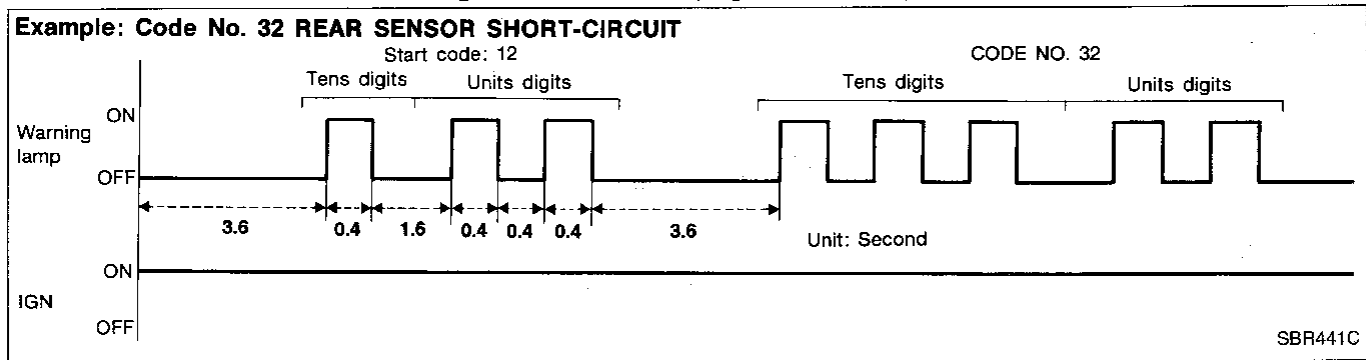 Example: Code No. 32 REAR SENSOR SHORT-CIRCUIT
Start code: 12
CODE NO. 32
Tens digits
Units digits
Tens digits
Units digits
ON
Warning
lamp
OFF
3.6
0.4
1.6
0.4
0.4
0.4
3.6
Unit: Second
ON
IGN
OFF
SBR441C